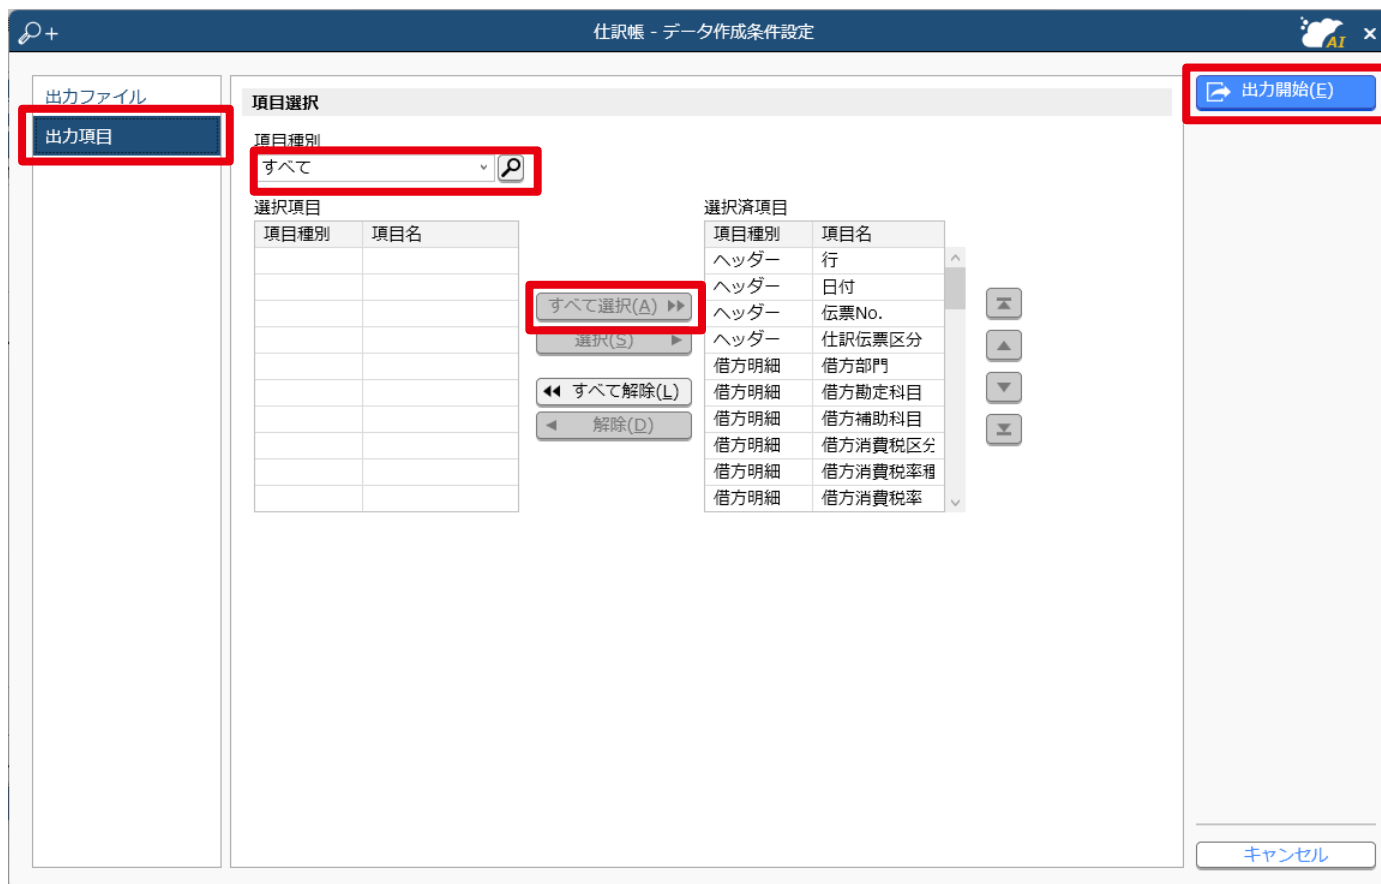 仕訳帳 - データ作成条件設定
AI
出力ファイル
出力項目
項目選択
項目種別
すべて
選択項目
項目種別 項目名
すべて選択(A)
選択(S)
すべて解除(L)
解除(D)
選択済項目
項目種別 項目名
ヘッダー 行
ヘッダー 日付
ヘッダー 伝票No.
ヘッダー 仕訳伝票区分
借方明細 借方部門
借方明細 借方勘定科目
借方明細 借方補助科目
借方明細 借方消費税区分
借方明細 借方消費税率種
借方明細 借方消費税率
出力開始(E)
キャンセル